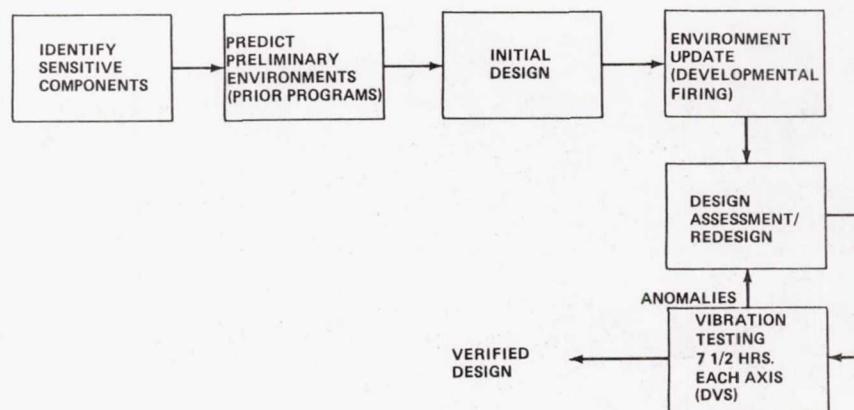 IDENTIFY
SENSITIVE
COMPONENTS
PREDICT
PRELIMINARY
ENVIRONMENTS
(PRIOR PROGRAMS)
INITIAL
DESIGN
ENVIRONMENT
UPDATE
(DEVELOPMENTAL
FIRING)
DESIGN
ASSESSMENT/
REDESIGN
ANOMALIES
VIBRATION
TESTING
7 1/2 HRS.
EACH AXIS
(DVS)
VERIFIED
DESIGN